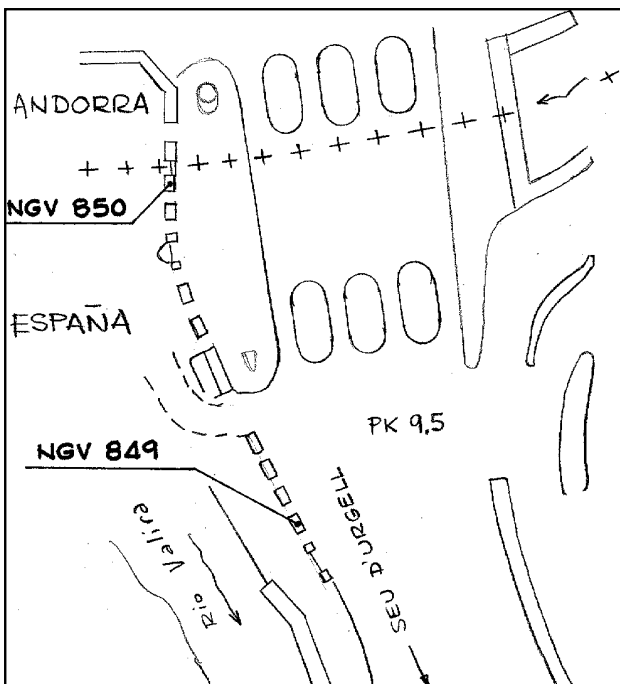 ANDORRA
NGV 850
ESPAÑA
PK 9,5
NGV 849
SEU D'URGELL
Rio Valira